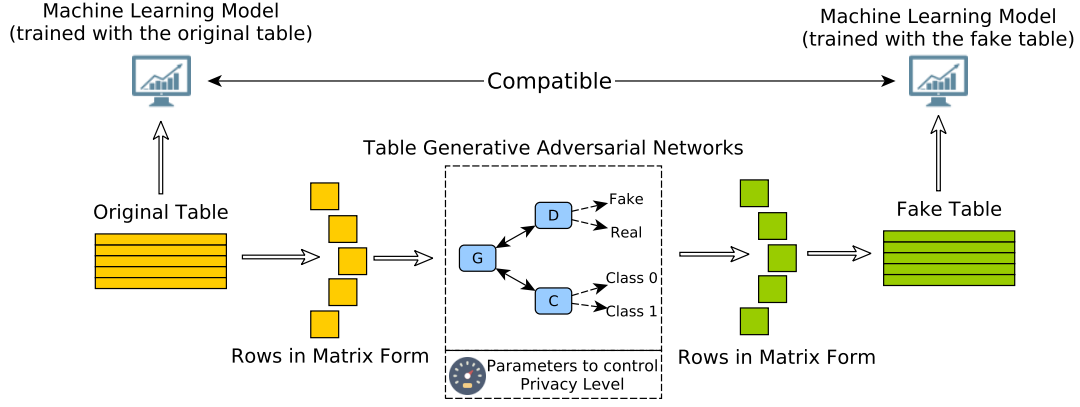 Machine Learning Model
(trained with the original table)
Machine Learning Model
(trained with the fake table)
Compatible
Table Generative Adversarial Networks
Original Table
Fake Table
D
Fake
Real
G
C
Class 0
Class 1
Rows in Matrix Form
Rows in Matrix Form
Parameters to control
Privacy Level